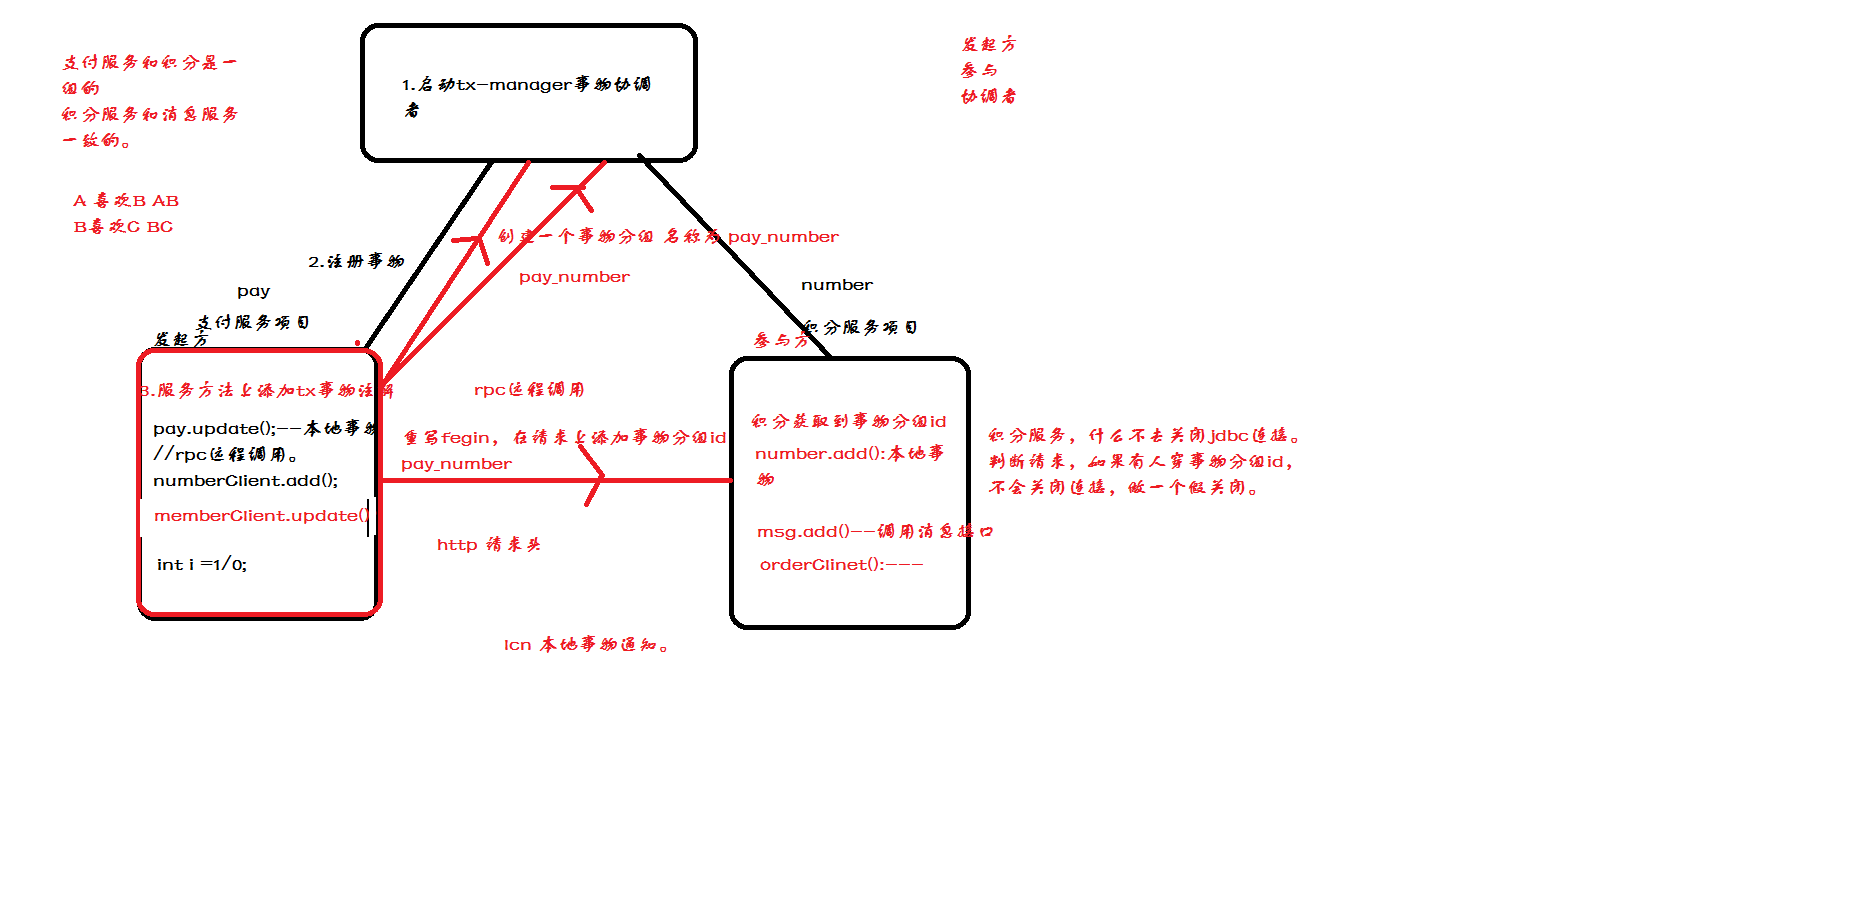 支付服务和积分是一
组的
积分服务和消息服务
一致的。
A 喜欢B AB
B喜欢C BC
1.启动tx-manager事物协调
者
发起方
参与
协调者
创建一个事物分组 名称为 pay_number
pay_number
2.注册事物
pay
支付服务项目
发起方
number
积分服务项目
参与方
3.服务方法上添加tx事物注解
pay.update();--本地事物
//rpc远程调用。
numberClient.add();
memberClient.update()
int i =1/0;
rpc远程调用
重写fegin，在请求上添加事物分组id
pay_number
http 请求头
lcn 本地事物通知。
积分获取到事物分组id
number.add():本地事
物
msg.add()--调用消息接口
orderClinet():---
积分服务，什么不去关闭jdbc连接。
判断请求，如果有人穿事物分组id，
不会关闭连接，做一个假关闭。